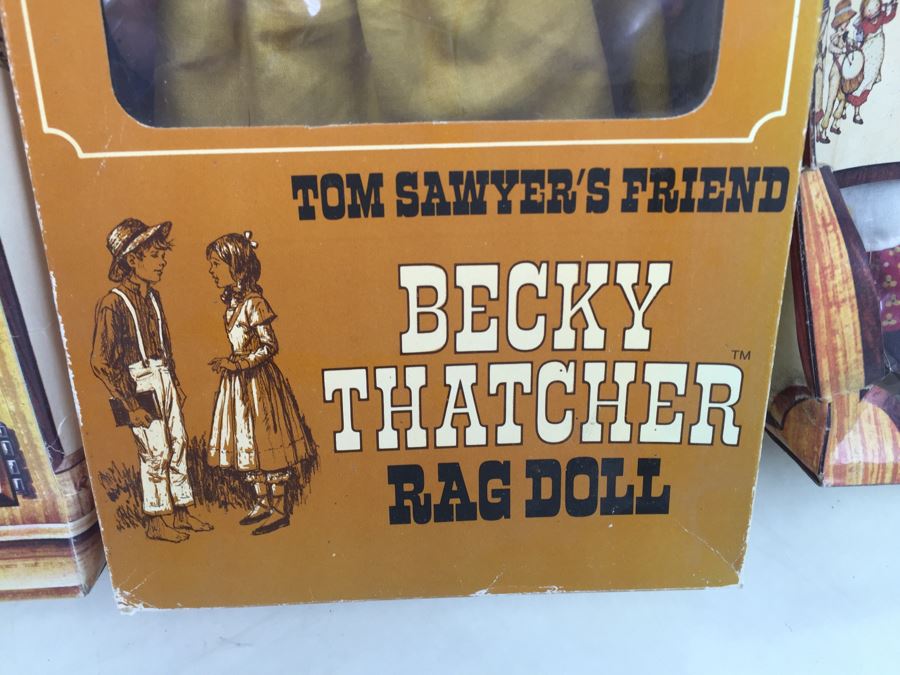 TOM SAWYER'S FRIEND
BECKY
THATCHER™
RAG DOLL